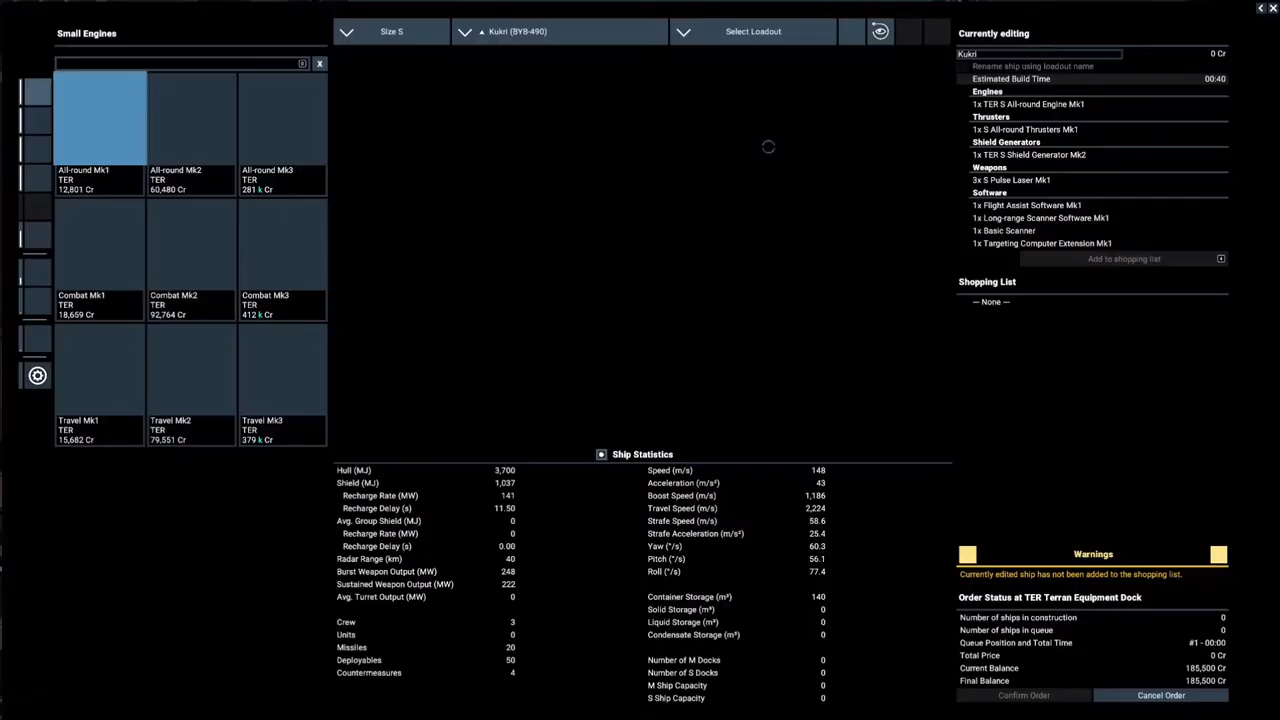 Small Engines
x
All-round Mk1
TER
12,801 Cr
All-round Mk2
TER
60,480 Cr
All-round Mk3
TER
281 k Cr
Combat Mk1
TER
18,659 Cr
Combat Mk2
TER
92,764 Cr
Combat Mk3
TER
412 k Cr
Travel Mk1
TER
15,682 Cr
Travel Mk2
TER
79,551 Cr
Travel Mk3
TER
379 k Cr
Size S
Kukri (BYB-490)
Select Loadout
Ship Statistics
Hull (MJ) 3,700
Shield (MJ) 1,037
Recharge Rate (MW) 141
Recharge Delay (s) 11.50
Avg. Group Shield (MJ) 0
Recharge Rate (MW) 0
Recharge Delay (s) 0.00
Radar Range (km) 40
Burst Weapon Output (MW) 248
Sustained Weapon Output (MW) 222
Avg. Turret Output (MW) 0
Crew 3
Units 0
Missiles 20
Deployables 50
Countermeasures 4
Speed (m/s) 148
Acceleration (m/s²) 43
Boost Speed (m/s) 1,186
Travel Speed (m/s) 2,224
Strafe Speed (m/s) 58.6
Strafe Acceleration (m/s²) 25.4
Yaw (°/s) 60.3
Pitch (°/s) 56.1
Roll (°/s) 77.4
Container Storage (m³) 140
Solid Storage (m³) 0
Liquid Storage (m³) 0
Condensate Storage (m³) 0
Number of M Docks 0
Number of S Docks 0
M Ship Capacity 0
S Ship Capacity 0
Currently editing
Kukri 0 Cr
Rename ship using loadout name
Estimated Build Time 00:40
Engines
1x TER S All-round Engine Mk1
Thrusters
1x S All-round Thrusters Mk1
Shield Generators
1x TER S Shield Generator Mk2
Weapons
3x S Pulse Laser Mk1
Software
1x Flight Assist Software Mk1
1x Long-range Scanner Software Mk1
1x Basic Scanner
1x Targeting Computer Extension Mk1
Add to shopping list
Shopping List
— None —
Warnings
Currently edited ship has not been added to the shopping list.
Order Status at TER Terran Equipment Dock
Number of ships in construction 0
Number of ships in queue 0
Queue Position and Total Time #1 - 00:00
Total Price 0 Cr
Current Balance 185,500 Cr
Final Balance 185,500 Cr
Confirm Order
Cancel Order